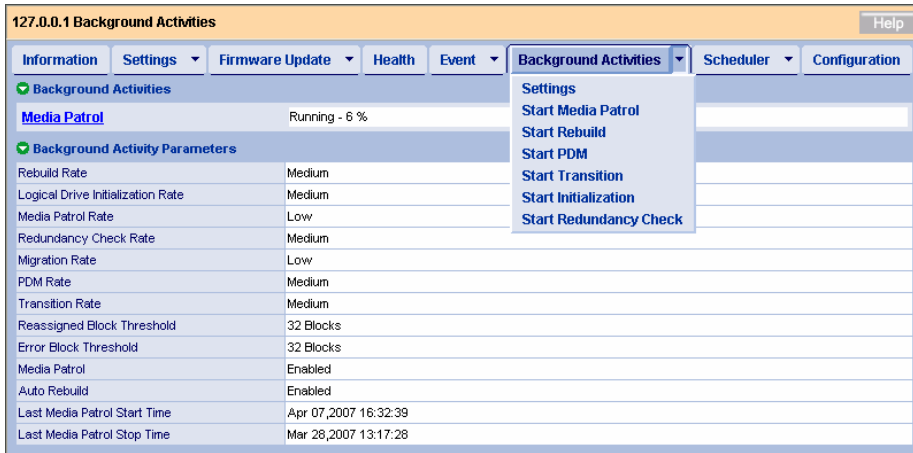 127.0.0.1 Background Activities
Help
Information Settings Firmware Update Health Event Background Activities Scheduler Configuration
Background Activities
Media Patrol Running - 6 %
Settings
Start Media Patrol
Start Rebuild
Start PDM
Start Transition
Start Initialization
Start Redundancy Check
Background Activity Parameters
Rebuild Rate Medium
Logical Drive Initialization Rate Medium
Media Patrol Rate Low
Redundancy Check Rate Medium
Migration Rate Low
PDM Rate Medium
Transition Rate Medium
Reassigned Block Threshold 32 Blocks
Error Block Threshold 32 Blocks
Media Patrol Enabled
Auto Rebuild Enabled
Last Media Patrol Start Time Apr 07,2007 16:32:39
Last Media Patrol Stop Time Mar 28,2007 13:17:28